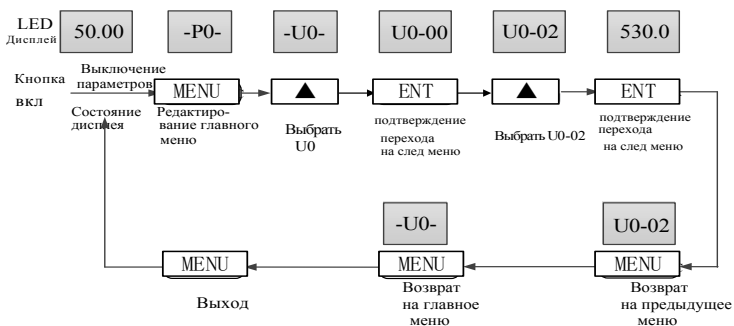 LED
Дисплей
50.00
-P0-
-U0-
U0-00
U0-02
530.0
Кнопка
вкл
Выключение
параметров
MENU
▲
ENT
▲
ENT
Состояние
дисплея
Редактиро-
вание главного
меню
Выбрать
U0
подтверждение
перехода
на след меню
Выбрать U0-02
подтверждение
перехода
на след меню
-U0-
U0-02
MENU
MENU
MENU
Выход
Возврат
на главное
меню
Возврат
на предыдущее
меню